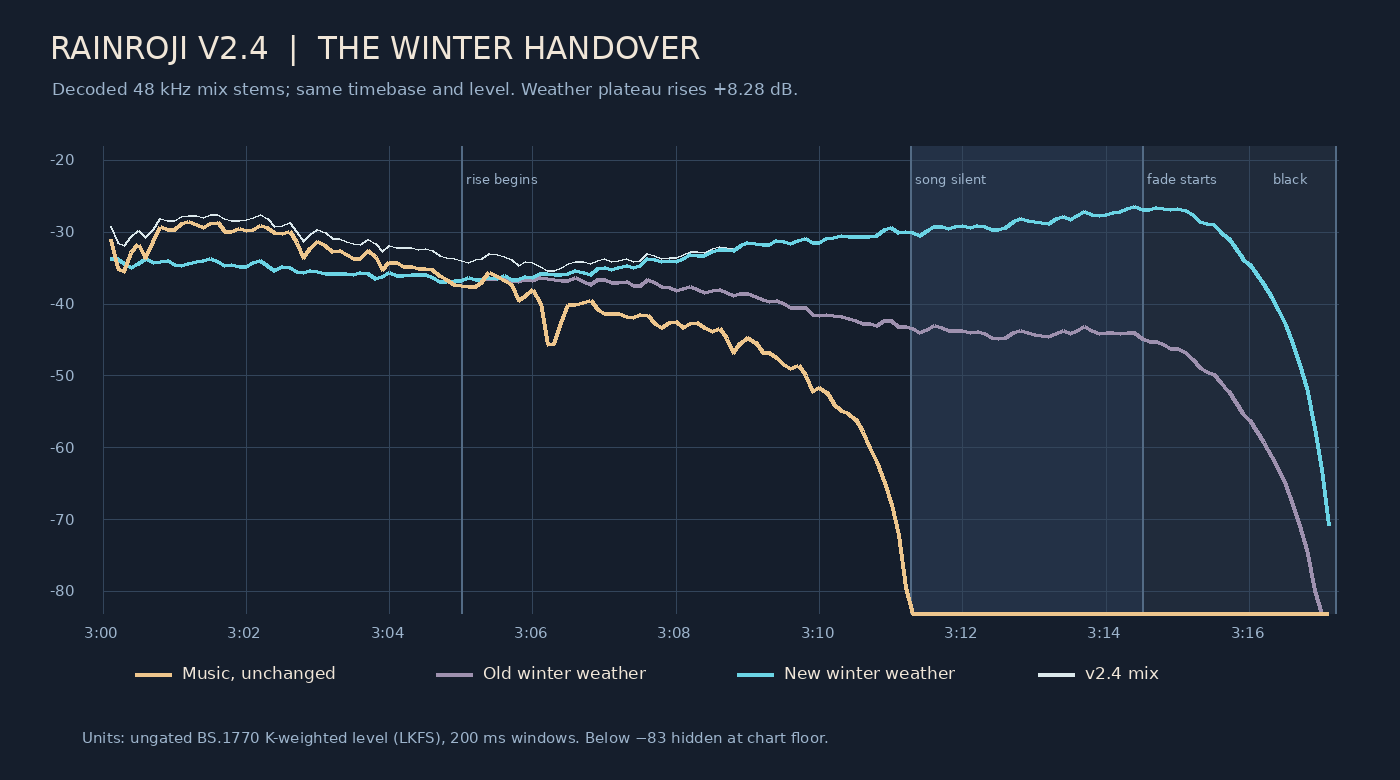 RAINROJI V2.4 | THE WINTER HANDOVER
Decoded 48 kHz mix stems; same timebase and level. Weather plateau rises +8.28 dB.
-20
rise begins
song silent
fade starts
black
-30
-40
-50
-60
-70
-80
3:00 3:02 3:04 3:06 3:08 3:10 3:12 3:14 3:16
Music, unchanged
Old winter weather
New winter weather
v2.4 mix
Units: ungated BS.1770 K-weighted level (LKFS), 200 ms windows. Below −83 hidden at chart floor.